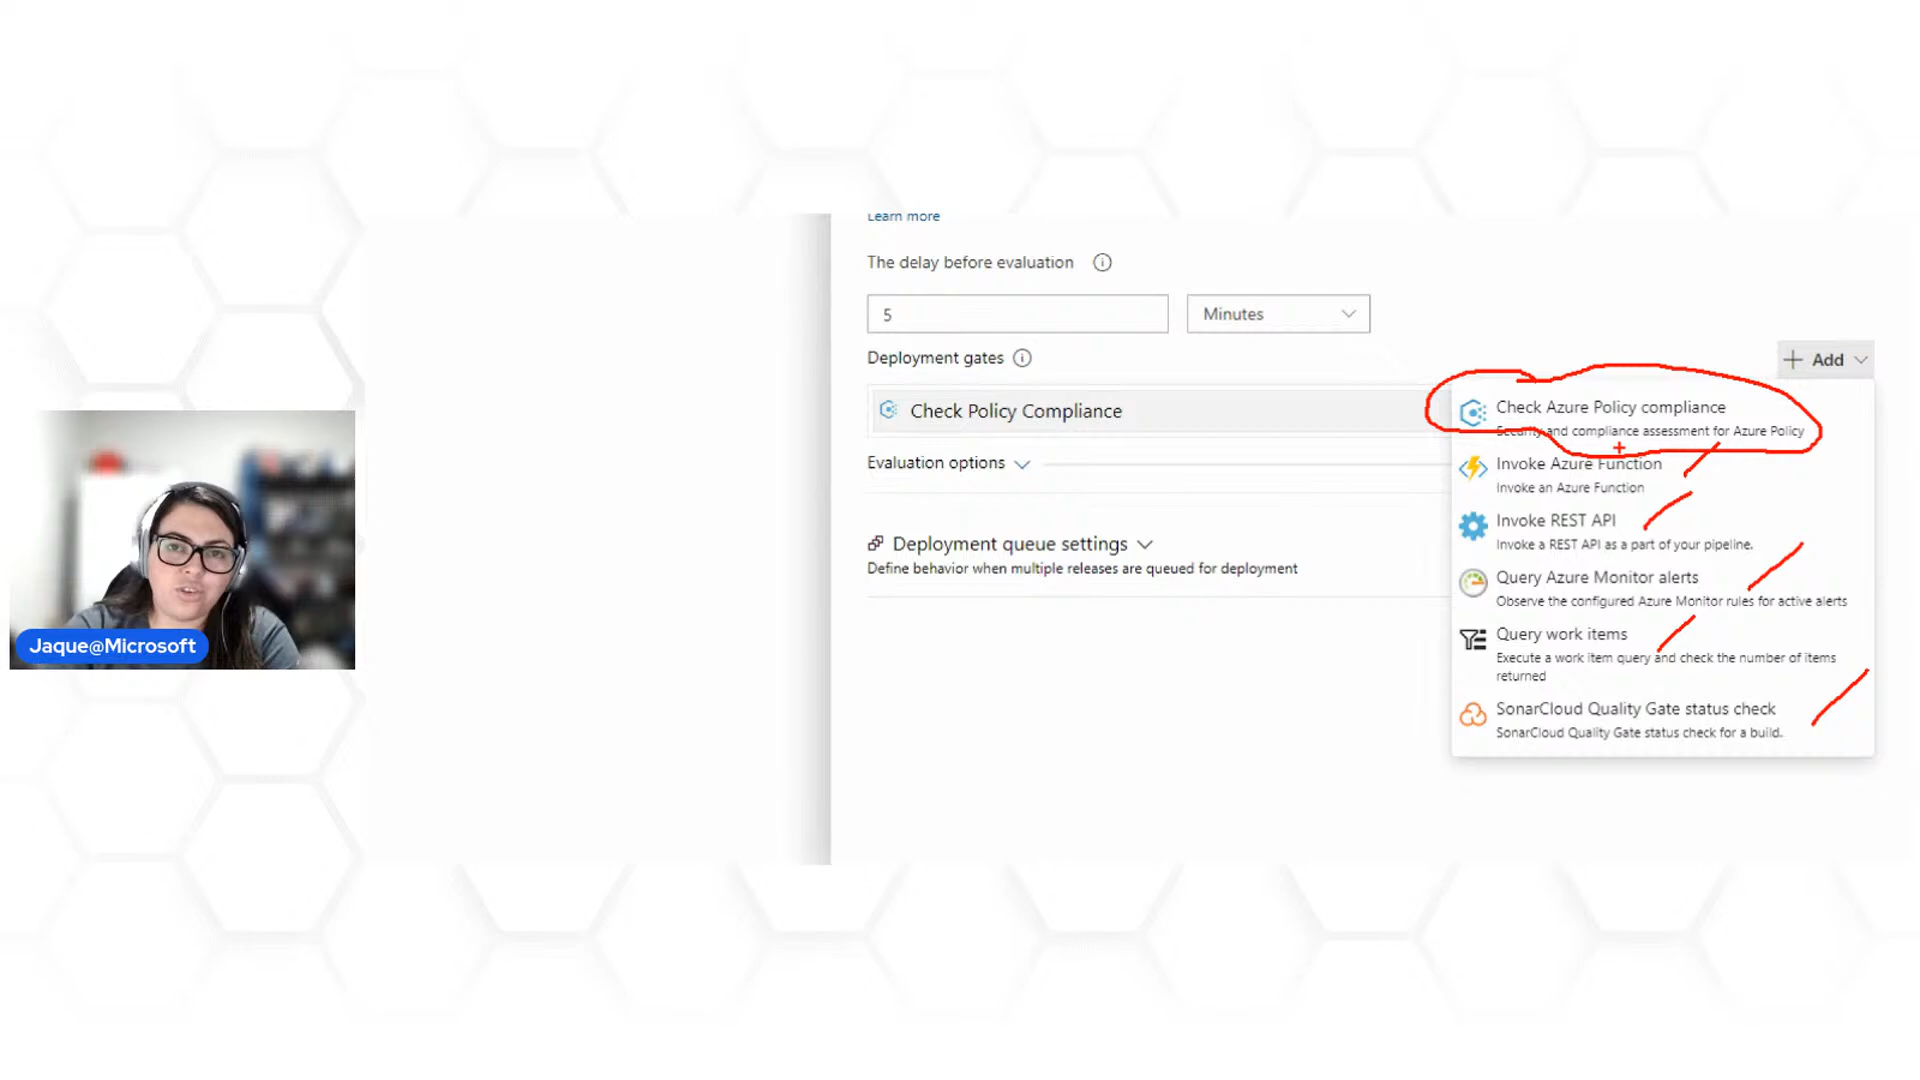 Learn more
The delay before evaluation
5
Minutes
Deployment gates
Add
Check Policy Compliance
Check Azure Policy compliance
Security and compliance assessment for Azure Policy
Evaluation options
Invoke Azure Function
Invoke an Azure Function
Invoke REST API
Invoke a REST API as a part of your pipeline.
Deployment queue settings
Define behavior when multiple releases are queued for deployment
Query Azure Monitor alerts
Observe the configured Azure Monitor rules for active alerts
Query work items
Execute a work item query and check the number of items
returned
SonarCloud Quality Gate status check
SonarCloud Quality Gate status check for a build.
Jaque@Microsoft